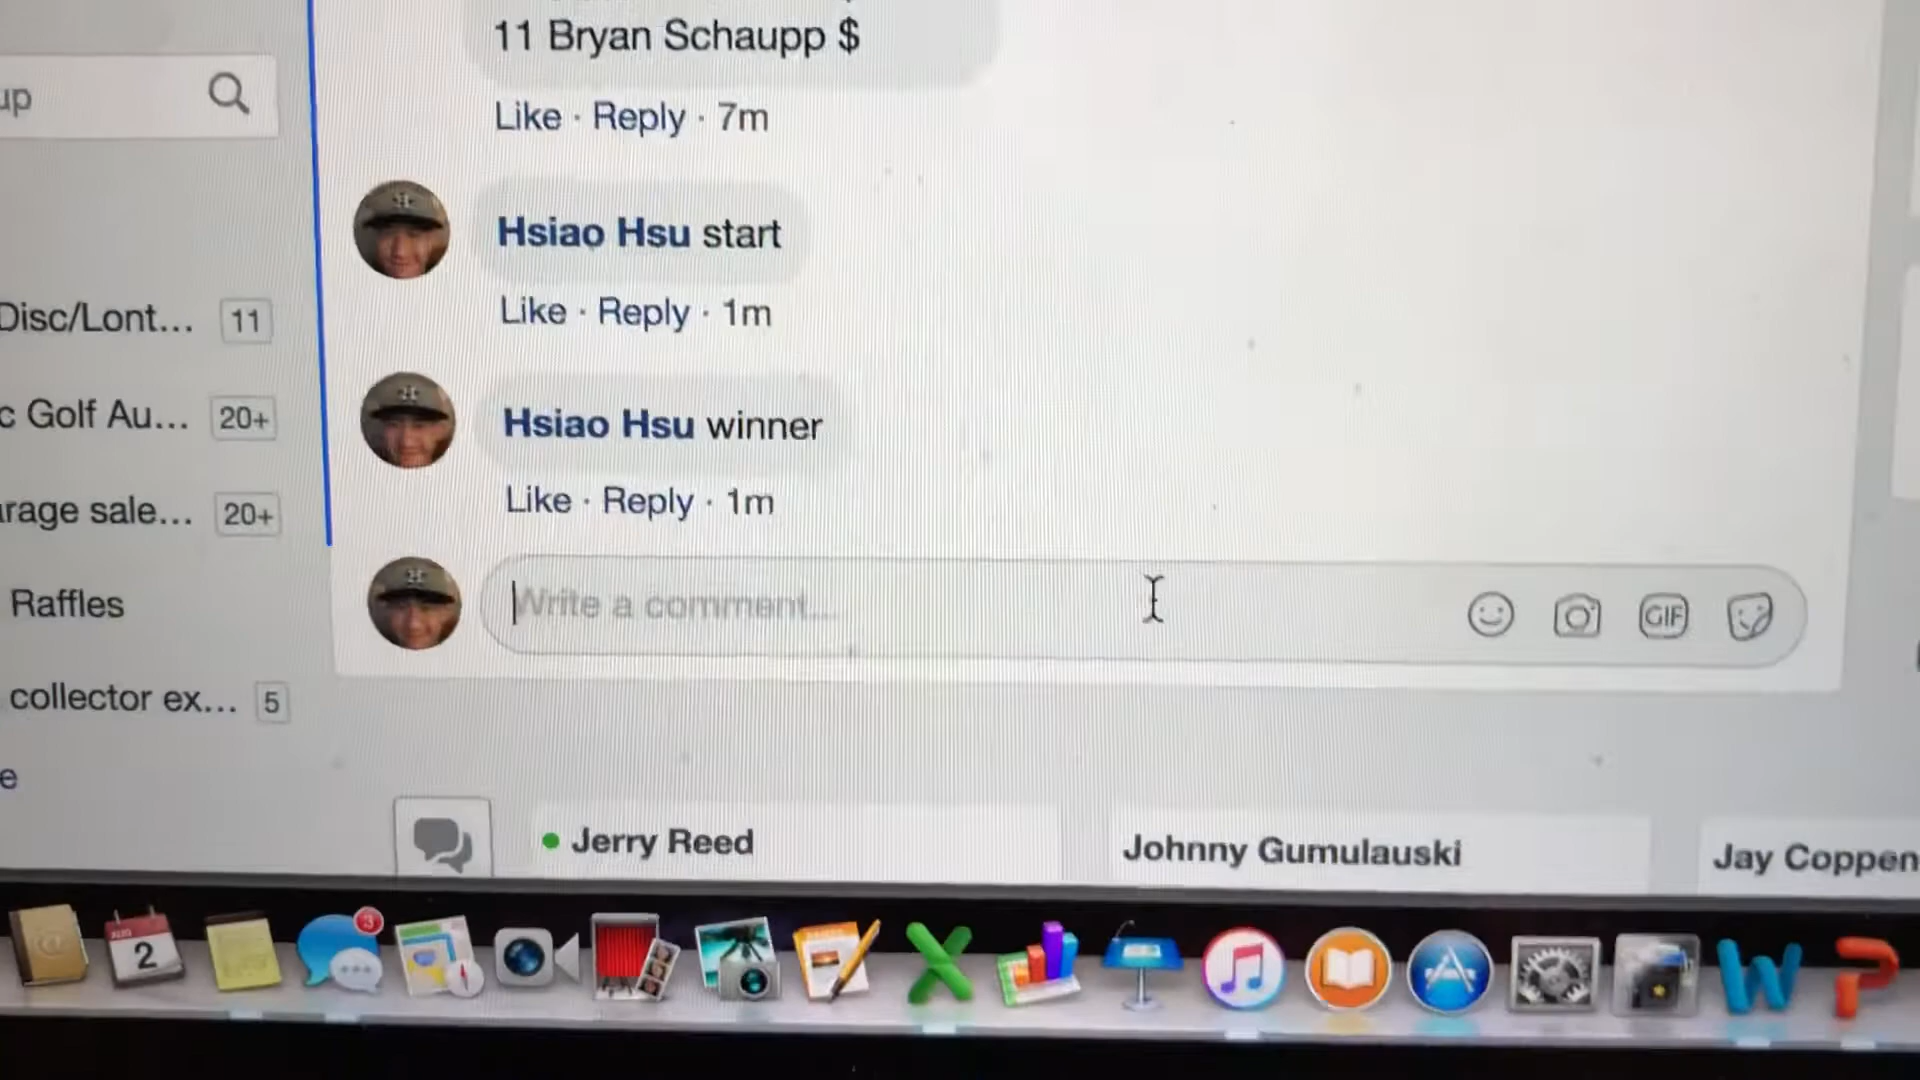 11 Bryan Schaupp $
up
Like · Reply · 7m
Hsiao Hsu start
Like · Reply · 1m
Disc/Lont... 11
c Golf Au... 20+
Hsiao Hsu winner
Like · Reply · 1m
arage sale... 20+
Raffles
Write a comment...
GIF
collector ex... 5
e
Jerry Reed
Johnny Gumulauski
Jay Coppen
AUG
2
3